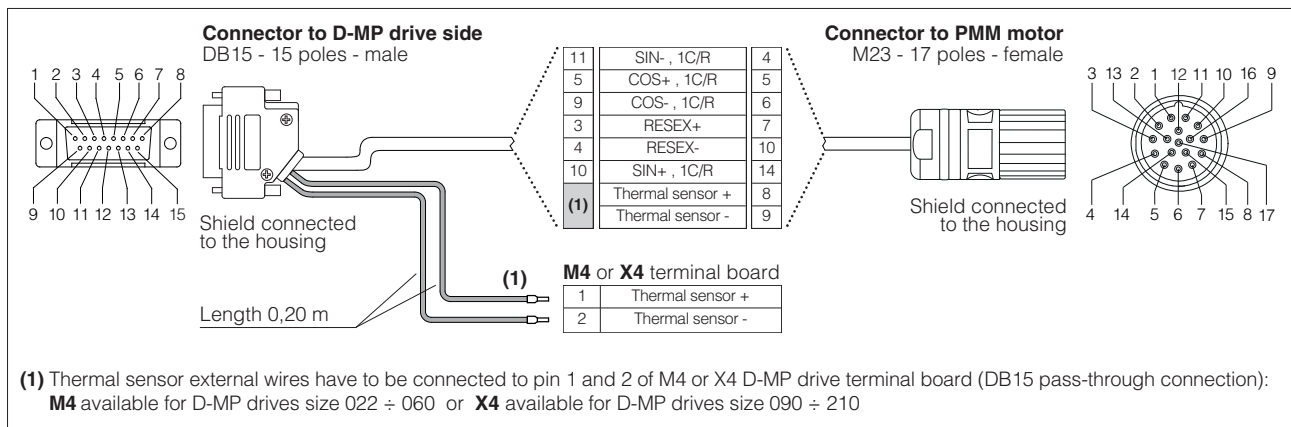 Connector to D-MP drive side
DB15 - 15 poles - male
1 2 3 4 5 6 7 8
9 10 11 12 13 14 15
Shield connected
to the housing
Length 0,20 m
11 SIN- , 1C/R 4
5 COS+ , 1C/R 5
9 COS- , 1C/R 6
3 RESEX+ 7
4 RESEX- 10
10 SIN+ , 1C/R 14
(1) Thermal sensor + 8
Thermal sensor - 9
(1)
M4 or X4 terminal board
1 Thermal sensor +
2 Thermal sensor -
Connector to PMM motor
M23 - 17 poles - female
Shield connected
to the housing
3 13 2 1 12 11 10 16 9
4 14 5 6 7 15 8 17
(1) Thermal sensor external wires have to be connected to pin 1 and 2 of M4 or X4 D-MP drive terminal board (DB15 pass-through connection):
M4 available for D-MP drives size 022 ÷ 060 or X4 available for D-MP drives size 090 ÷ 210